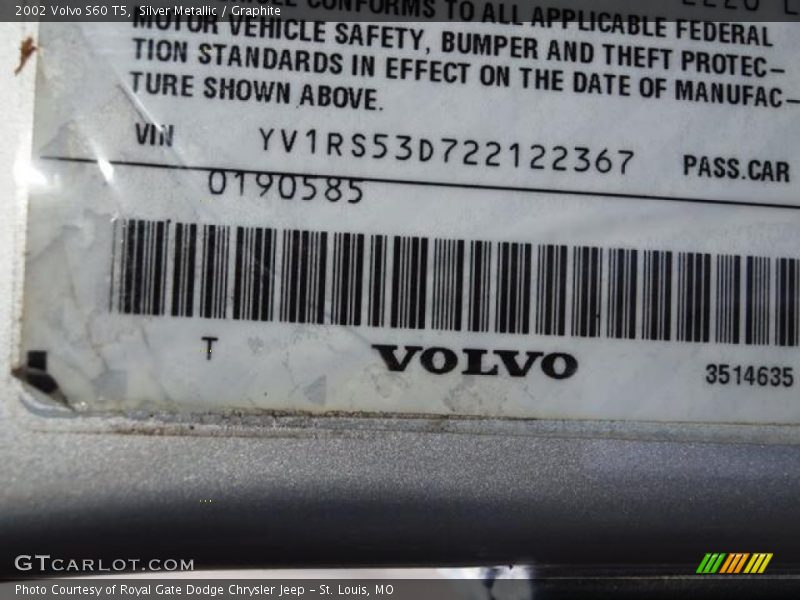 2002 Volvo S60 T5, Silver Metallic / Graphite
CONFORMS TO ALL APPLICABLE FEDERAL
MOTOR VEHICLE SAFETY, BUMPER AND THEFT PROTEC-
TION STANDARDS IN EFFECT ON THE DATE OF MANUFAC-
TURE SHOWN ABOVE.
VIN YV1RS53D722122367 PASS.CAR
0190585
T VOLVO 3514635
GTcarlot.com
Photo Courtesy of Royal Gate Dodge Chrysler Jeep - St. Louis, MO